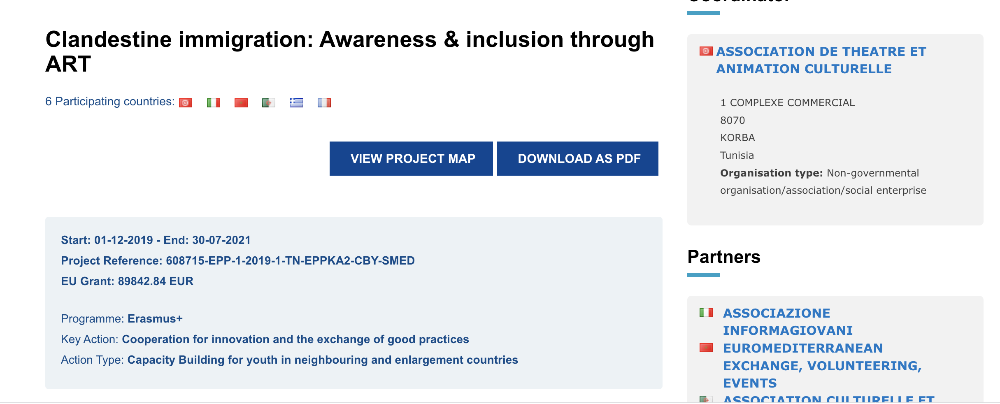 Clandestine immigration: Awareness & inclusion through
ART
6 Participating countries:
VIEW PROJECT MAP
DOWNLOAD AS PDF
Start: 01-12-2019 - End: 30-07-2021
Project Reference: 608715-EPP-1-2019-1-TN-EPPKA2-CBY-SMED
EU Grant: 89842.84 EUR
Programme: Erasmus+
Key Action: Cooperation for innovation and the exchange of good practices
Action Type: Capacity Building for youth in neighbouring and enlargement countries
Coordinator
ASSOCIATION DE THEATRE ET
ANIMATION CULTURELLE
1 COMPLEXE COMMERCIAL
8070
KORBA
Tunisia
Organisation type: Non-governmental
organisation/association/social enterprise
Partners
ASSOCIAZIONE
INFORMAGIOVANI
EUROMEDITERRANEAN
EXCHANGE, VOLUNTEERING,
EVENTS
ASSOCIATION CULTURELLE ET